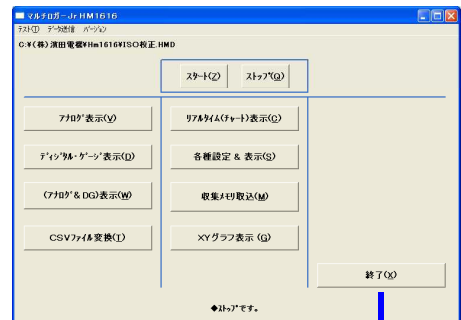 マルチロガーJr HM1616
テスト(T) データ送信 バージョン
C:¥(株)濱田電機¥Hm1616¥ISO校正.HMD
スタート(Z) ストップ(Q)
アナログ表示(V) リアルタイム(チャート)表示(C)
ディジタル・ゲージ表示(D) 各種設定 & 表示(S)
(アナログ& DG)表示(W) 収集メモリ取込(M)
CSVファイル変換(T) XYグラフ表示 (G)
終了(X)
◆ストップです。